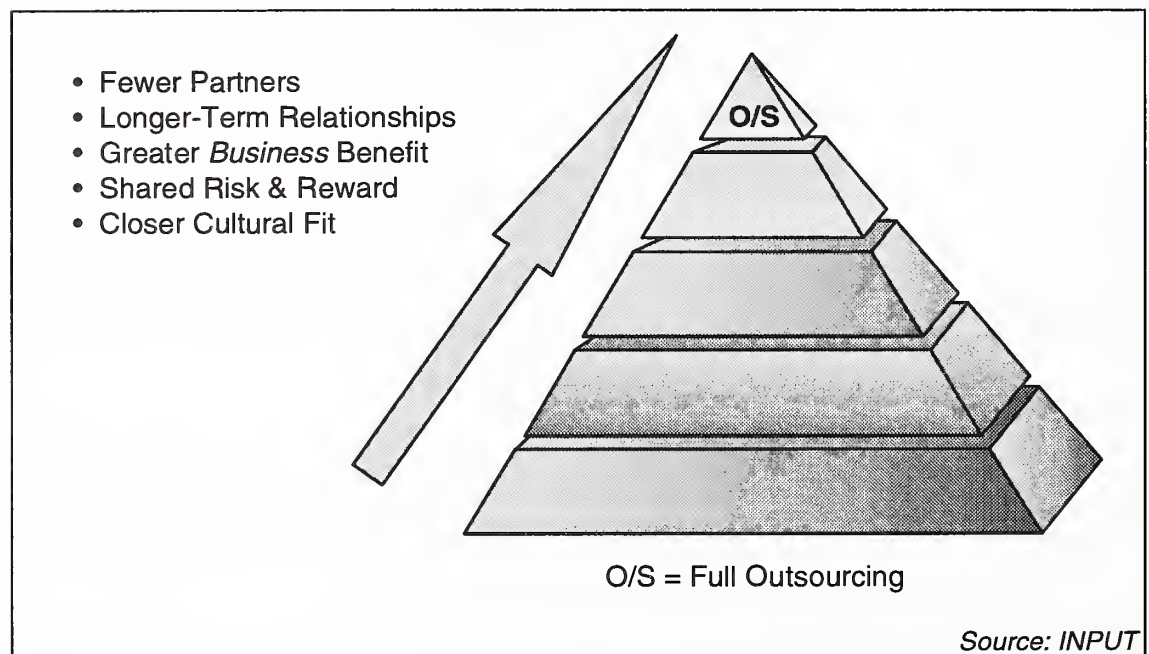 • Fewer Partners
• Longer-Term Relationships
• Greater Business Benefit
• Shared Risk & Reward
• Closer Cultural Fit
O/S
O/S = Full Outsourcing
Source: INPUT